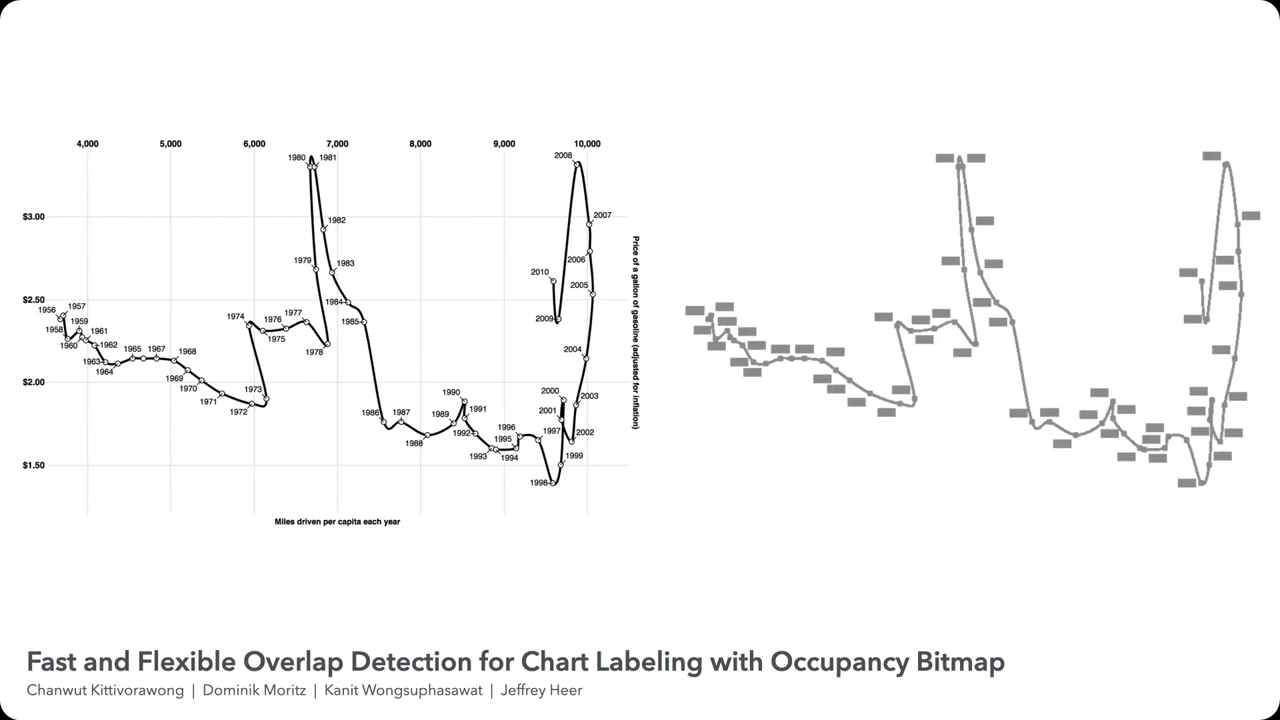 4,000 5,000 6,000 7,000 8,000 9,000 10,000
2008
1980 1981
$3.00
2007
1982
1979 1983
2006
2010
2005
$2.50
1984
1956 1957
1974 1976 1977
1985
2009
1958 1959 1961
1975
1960 1962
1978
1965 1967 1968
2004
1963
1964
$2.00
1969
1970
1973
1971
1972
1990 2000 2003
1986 1987 1989 1991 2001
1988 1992 1996 1997 2002
1995
1993 1994 1999
$1.50
1998
Price of a gallon of gasoline (adjusted for inflation)
Miles driven per capita each year
Fast and Flexible Overlap Detection for Chart Labeling with Occupancy Bitmap
Chanwut Kittivorawong | Dominik Moritz | Kanit Wongsuphasawat | Jeffrey Heer